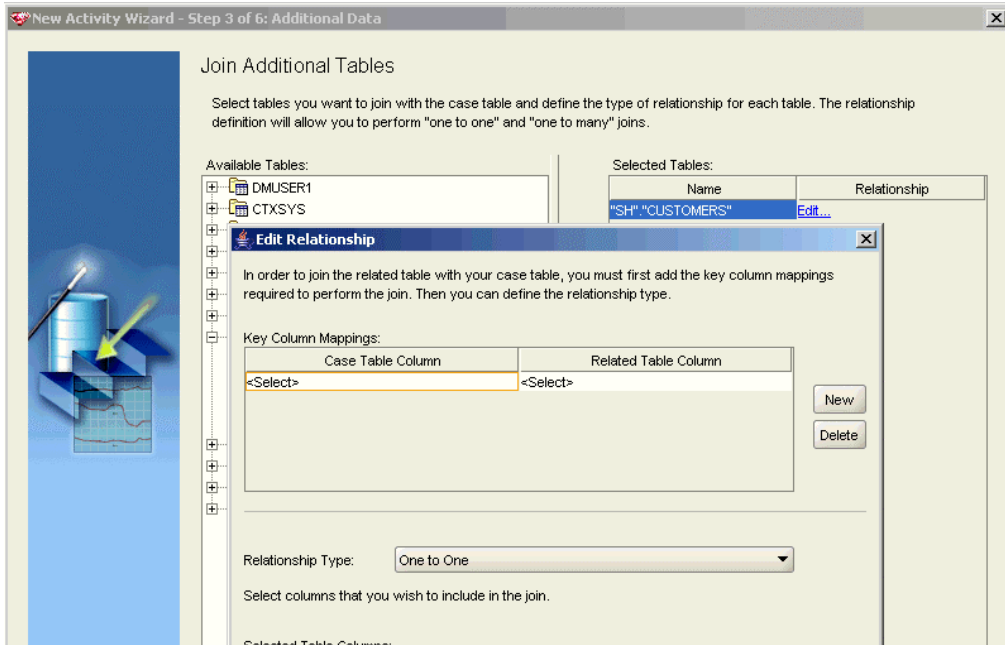 New Activity Wizard - Step 3 of 6: Additional Data
Join Additional Tables
Select tables you want to join with the case table and define the type of relationship for each table. The relationship
definition will allow you to perform "one to one" and "one to many" joins.
Available Tables:
Selected Tables:
DMUSER1
CTXSYS
Name
Relationship
"SH"."CUSTOMERS"
Edit...
Edit Relationship
In order to join the related table with your case table, you must first add the key column mappings
required to perform the join. Then you can define the relationship type.
Key Column Mappings:
Case Table Column
Related Table Column
<Select>
<Select>
New
Delete
Relationship Type:
One to One
Select columns that you wish to include in the join.
Selected Table Columns: